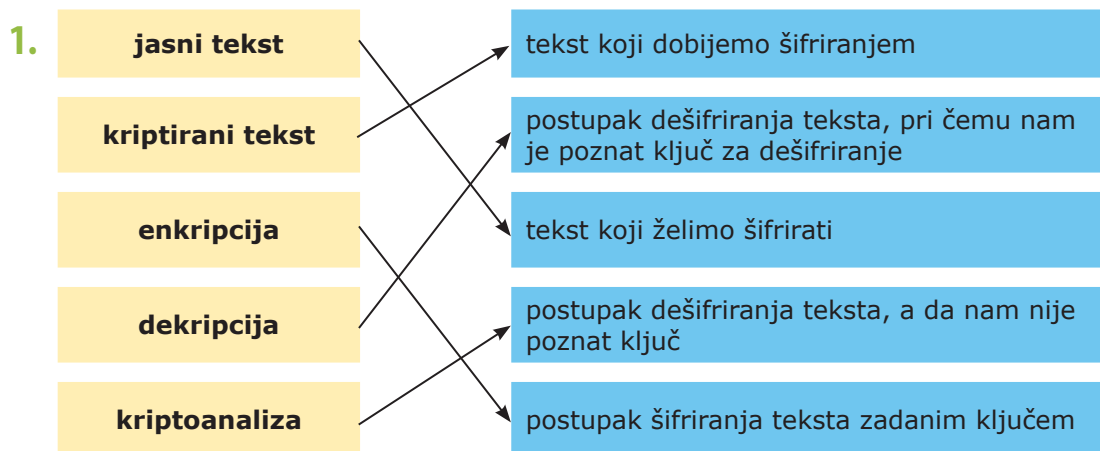 1.
jasni tekst
tekst koji dobijemo šifriranjem
kriptirani tekst
postupak dešifriranja teksta, pri čemu nam
je poznat ključ za dešifriranje
enkripcija
tekst koji želimo šifrirati
dekripcija
postupak dešifriranja teksta, a da nam nije
poznat ključ
kriptoanaliza
postupak šifriranja teksta zadanim ključem